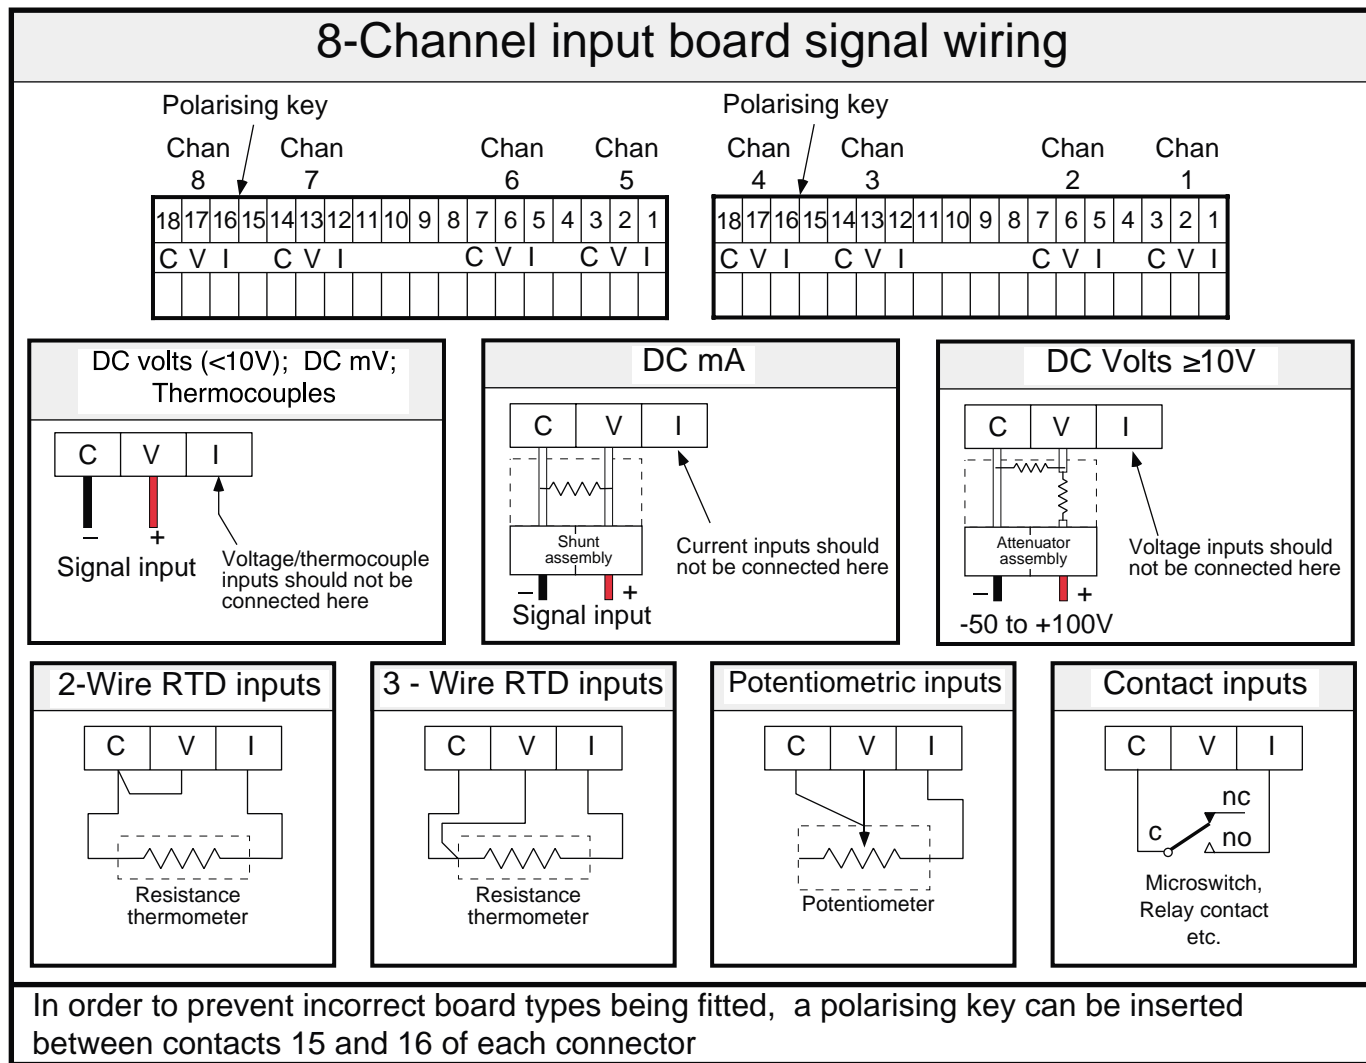 8-Channel input board signal wiring
Polarising key
Polarising key
Chan Chan Chan Chan
8 7 6 5
18 17 16 15 14 13 12 11 10 9 8 7 6 5 4 3 2 1
C V I C V I C V I C V I
Chan Chan Chan Chan
4 3 2 1
18 17 16 15 14 13 12 11 10 9 8 7 6 5 4 3 2 1
C V I C V I C V I C V I
DC volts (<10V); DC mV;
Thermocouples
C V I
– +
Signal input
Voltage/thermocouple
inputs should not be
connected here
DC mA
C V I
Shunt
assembly
– +
Signal input
Current inputs should
not be connected here
DC Volts ≥10V
C V I
Attenuator
assembly
– +
-50 to +100V
Voltage inputs should
not be connected here
2-Wire RTD inputs
C V I
Resistance
thermometer
3 - Wire RTD inputs
C V I
Resistance
thermometer
Potentiometric inputs
C V I
Potentiometer
Contact inputs
C V I
nc
c
no
Microswitch,
Relay contact
etc.
In order to prevent incorrect board types being fitted, a polarising key can be inserted
between contacts 15 and 16 of each connector